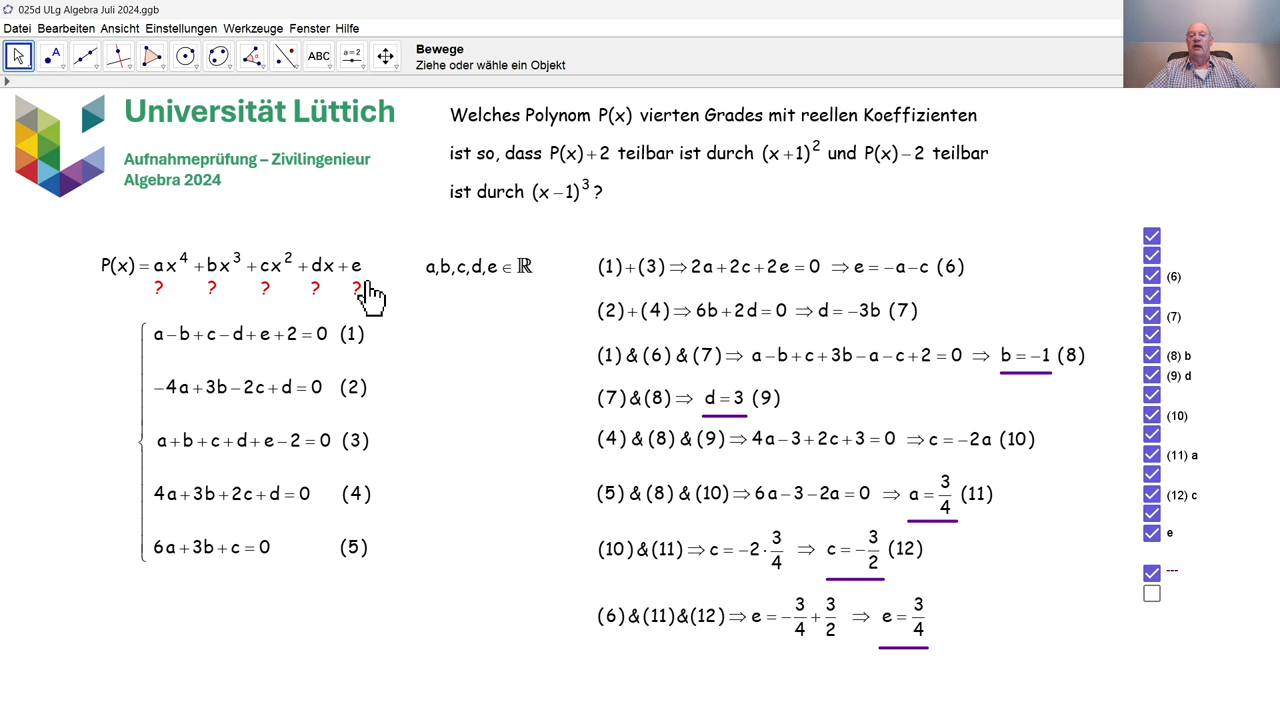 025d ULg Algebra Juli 2024.ggb
Datei Bearbeiten Ansicht Einstellungen Werkzeuge Fenster Hilfe
A
ABC
a=2
Bewege
Ziehe oder wähle ein Objekt
Universität Lüttich
Aufnahmeprüfung – Zivilingenieur
Algebra 2024
Welches Polynom P(x) vierten Grades mit reellen Koeffizienten
ist so, dass P(x)+2 teilbar ist durch (x+1)² und P(x)−2 teilbar
ist durch (x−1)³?
P(x)=ax⁴+bx³+cx²+dx+e
? ? ? ? ?
a,b,c,d,e∈ℝ
a−b+c−d+e+2=0 (1)
−4a+3b−2c+d=0 (2)
a+b+c+d+e−2=0 (3)
4a+3b+2c+d=0 (4)
6a+3b+c=0 (5)
(1)+(3)⇒2a+2c+2e=0 ⇒e=−a−c (6)
(2)+(4)⇒6b+2d=0 ⇒d=−3b (7)
(1)&(6)&(7)⇒ a−b+c+3b−a−c+2=0 ⇒ b=−1 (8)
(7)&(8)⇒ d=3 (9)
(4)&(8)&(9)⇒4a−3+2c+3=0 ⇒c=−2a (10)
(5)&(8)&(10)⇒6a−3−2a=0 ⇒ a=3/4 (11)
(10)&(11)⇒c=−2·3/4 ⇒ c=−3/2 (12)
(6)&(11)&(12)⇒e=−3/4+3/2 ⇒ e=3/4
(6)
(7)
(8) b
(9) d
(10)
(11) a
(12) c
e
---